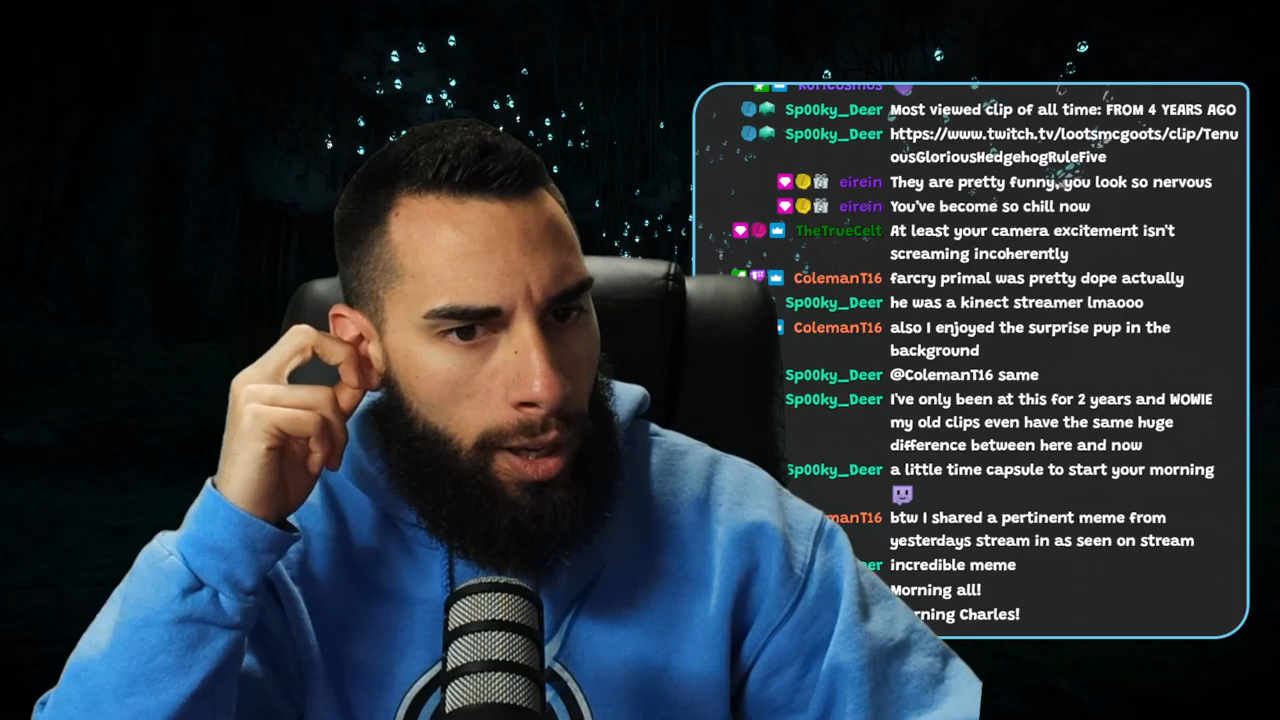 Sp00ky_Deer Most viewed clip of all time: FROM 4 YEARS AGO
Sp00ky_Deer https://www.twitch.tv/lootsmcgoots/clip/Tenu
ousGloriousHedgehogRuleFive
eirein They are pretty funny, you look so nervous
eirein You've become so chill now
TheTrueCelt At least your camera excitement isn't
screaming incoherently
ColemanT16 farcry primal was pretty dope actually
Sp00ky_Deer he was a kinect streamer lmaooo
ColemanT16 also I enjoyed the surprise pup in the
background
Sp00ky_Deer @ColemanT16 same
Sp00ky_Deer I've only been at this for 2 years and WOWIE
my old clips even have the same huge
difference between here and now
Sp00ky_Deer a little time capsule to start your morning
manT16 btw I shared a pertinent meme from
yesterdays stream in as seen on stream
er incredible meme
Morning all!
rning Charles!